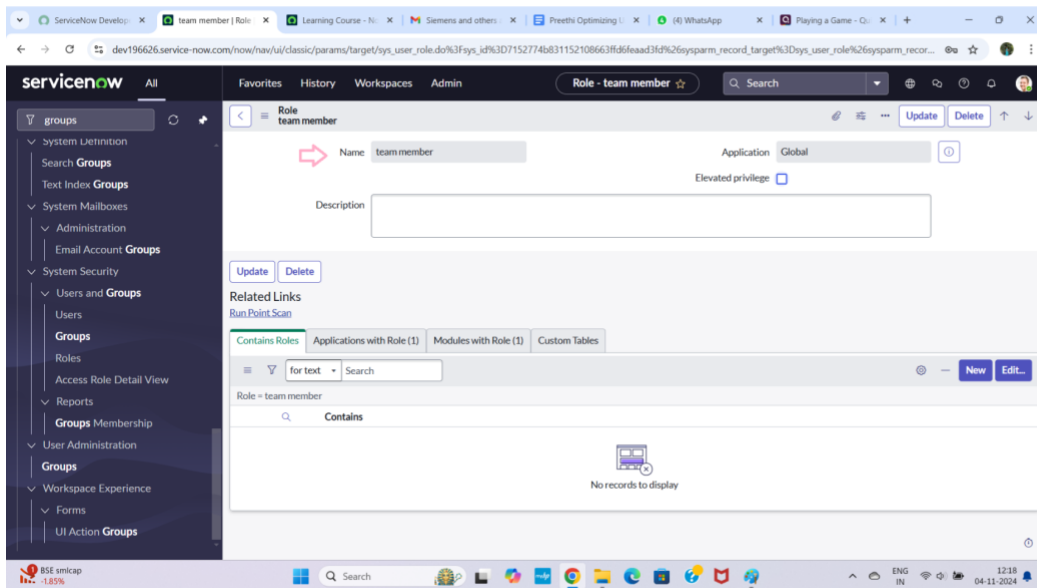 ServiceNow Develop
team member | Role
Learning Course - N
Siemens and others
Preethi Optimizing U
(4) WhatsApp
Playing a Game - Qu
dev196626.service-now.com/now/nav/ui/classic/params/target/sys_user_role.do%3Fsys_id%3D7152774b831152108663ffd6feaad3fd%26sysparm_record_target%3Dsys_user_role%26sysparm_recor...
servicenow All Favorites History Workspaces Admin Role - team member Search
groups
Role
team member
Update Delete
System Definition
Search Groups
Text Index Groups
System Mailboxes
Administration
Email Account Groups
System Security
Users and Groups
Users
Groups
Roles
Access Role Detail View
Reports
Groups Membership
User Administration
Groups
Workspace Experience
Forms
UI Action Groups
Name team member Application Global
Elevated privilege
Description
Update Delete
Related Links
Run Point Scan
Contains Roles Applications with Role (1) Modules with Role (1) Custom Tables
for text Search New Edit...
Role = team member
Contains
No records to display
BSE smlcap
-1.85%
Search
ENG
IN
12:18
04-11-2024